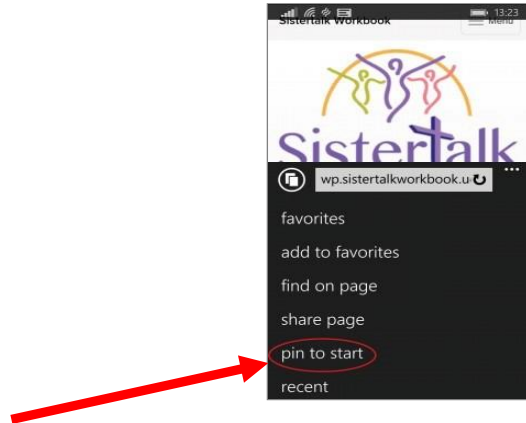 13:23
Sistertalk Workbook
Menu
Sistertalk
wp.sistertalkworkbook.u
favorites
add to favorites
find on page
share page
pin to start
recent